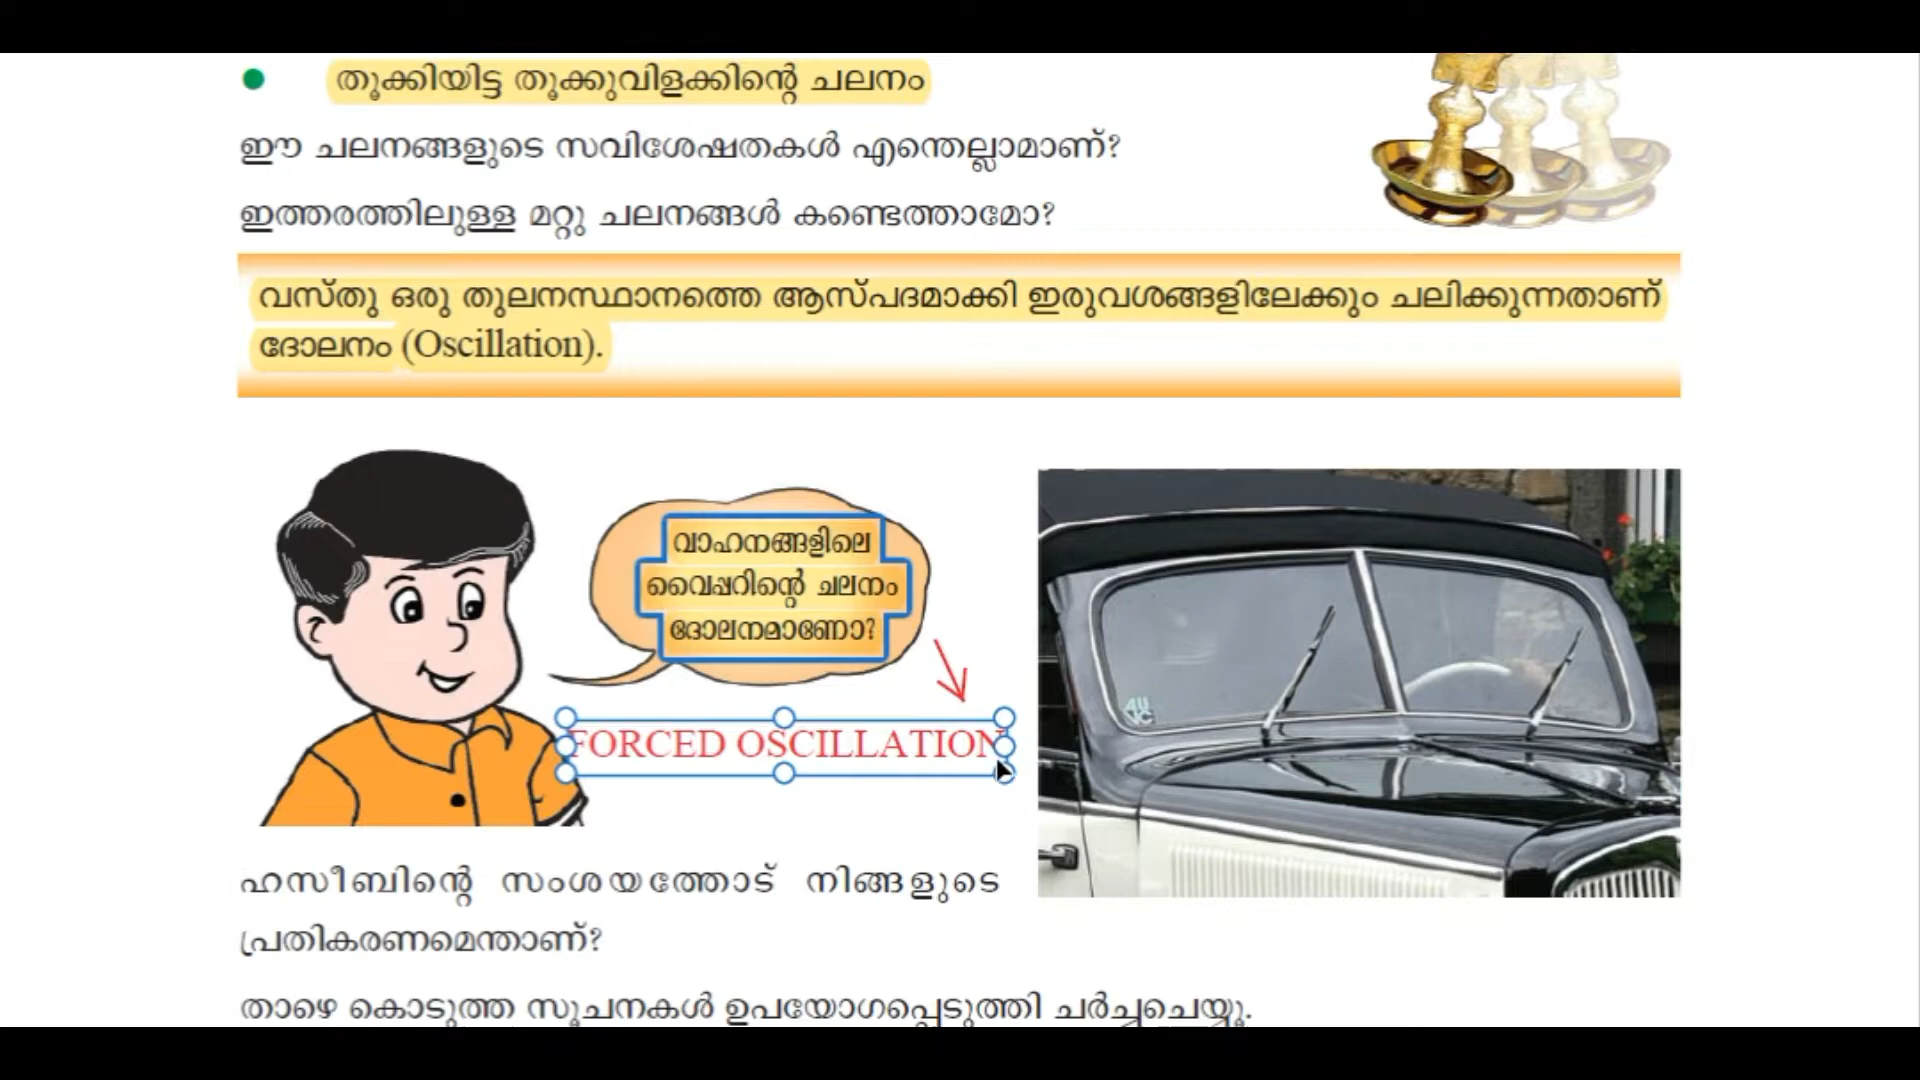 തൂക്കിയിട്ട തൂക്കുവിളക്കിന്റെ ചലനം
ഈ ചലനങ്ങളുടെ സവിശേഷതകൾ എന്തെല്ലാമാണ്?
ഇത്തരത്തിലുള്ള മറ്റു ചലനങ്ങൾ കണ്ടെത്താമോ?
വസ്തു ഒരു തുലനസ്ഥാനത്തെ ആസ്പദമാക്കി ഇരുവശങ്ങളിലേക്കും ചലിക്കുന്നതാണ്
ദോലനം (Oscillation).
വാഹനങ്ങളിലെ
വൈപ്പറിന്റെ ചലനം
ദോലനമാണോ?
FORCED OSCILLATION
ഹസീബിന്റെ സംശയത്തോട് നിങ്ങളുടെ
പ്രതികരണമെന്താണ്?
താഴെ കൊടുത്ത സൂചനകൾ ഉപയോഗപ്പെടുത്തി ചർച്ചചെയ്യൂ.